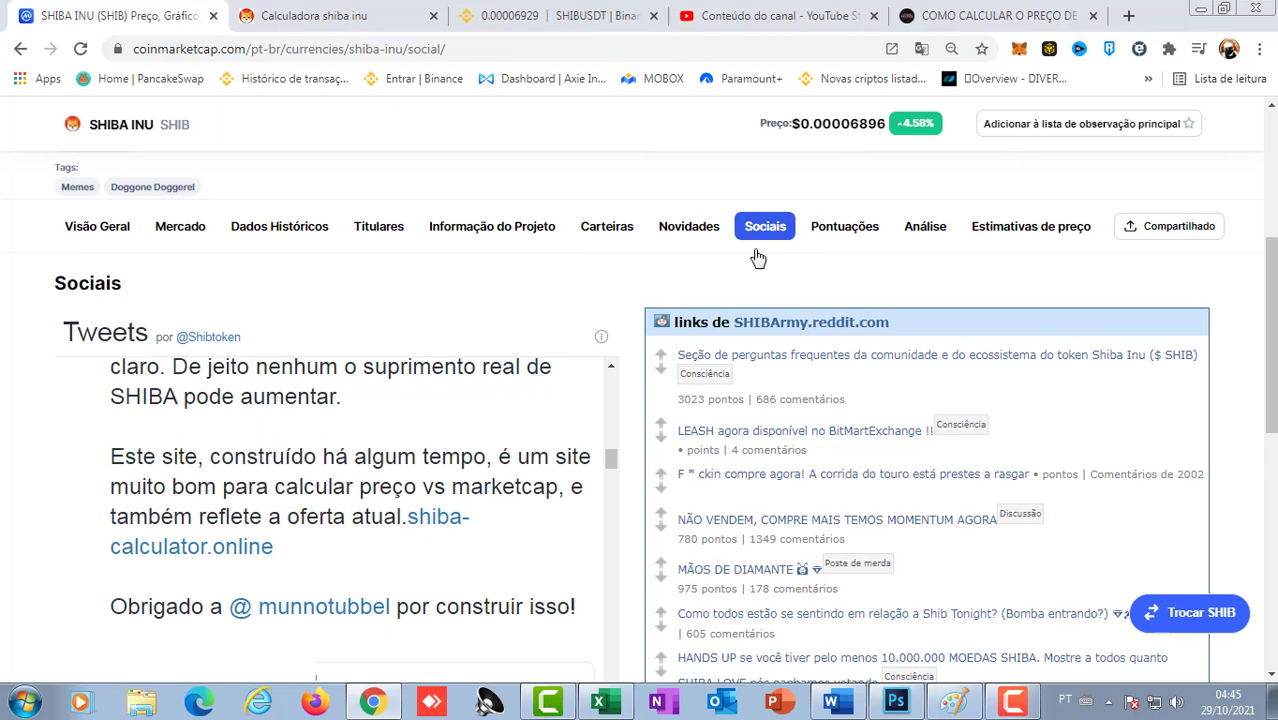 SHIBA INU (SHIB) Preço, Gráfico
Calculadora shiba inu
0.00006929 | SHIBUSDT | Binan
Conteúdo do canal - YouTube St
COMO CALCULAR O PREÇO DE
coinmarketcap.com/pt-br/currencies/shiba-inu/social/
Apps
Home | PancakeSwap
Histórico de transaç...
Entrar | Binance
Dashboard | Axie In...
MOBOX
Paramount+
Novas criptos listad...
Overview - DIVER...
»
Lista de leitura
SHIBA INU SHIB
Preço:$0.00006896
4.58%
Adicionar à lista de observação principal
Tags:
Memes
Doggone Doggerel
Visão Geral
Mercado
Dados Históricos
Titulares
Informação do Projeto
Carteiras
Novidades
Sociais
Pontuações
Análise
Estimativas de preço
Compartilhado
Sociais
Tweets por @Shibtoken
claro. De jeito nenhum o suprimento real de
SHIBA pode aumentar.
Este site, construído há algum tempo, é um site
muito bom para calcular preço vs marketcap, e
também reflete a oferta atual.shiba-
calculator.online
Obrigado a @ munnotubbel por construir isso!
links de SHIBArmy.reddit.com
Seção de perguntas frequentes da comunidade e do ecossistema do token Shiba Inu ($ SHIB)
Consciência
3023 pontos | 686 comentários
LEASH agora disponível no BitMartExchange !! Consciência
• points | 4 comentários
F * ckin compre agora! A corrida do touro está prestes a rasgar • pontos | Comentários de 2002
NÃO VENDEM, COMPRE MAIS TEMOS MOMENTUM AGORA Discussão
780 pontos | 1349 comentários
MÃOS DE DIAMANTE Poste de merda
975 pontos | 178 comentários
Como todos estão se sentindo em relação a Shib Tonight? (Bomba entrando?)
| 605 comentários
HANDS UP se você tiver pelo menos 10.000.000 MOEDAS SHIBA. Mostre a todos quanto
SHIBA LOVE nós ganhamos votando Consciência
Trocar SHIB
PT
04:45
29/10/2021